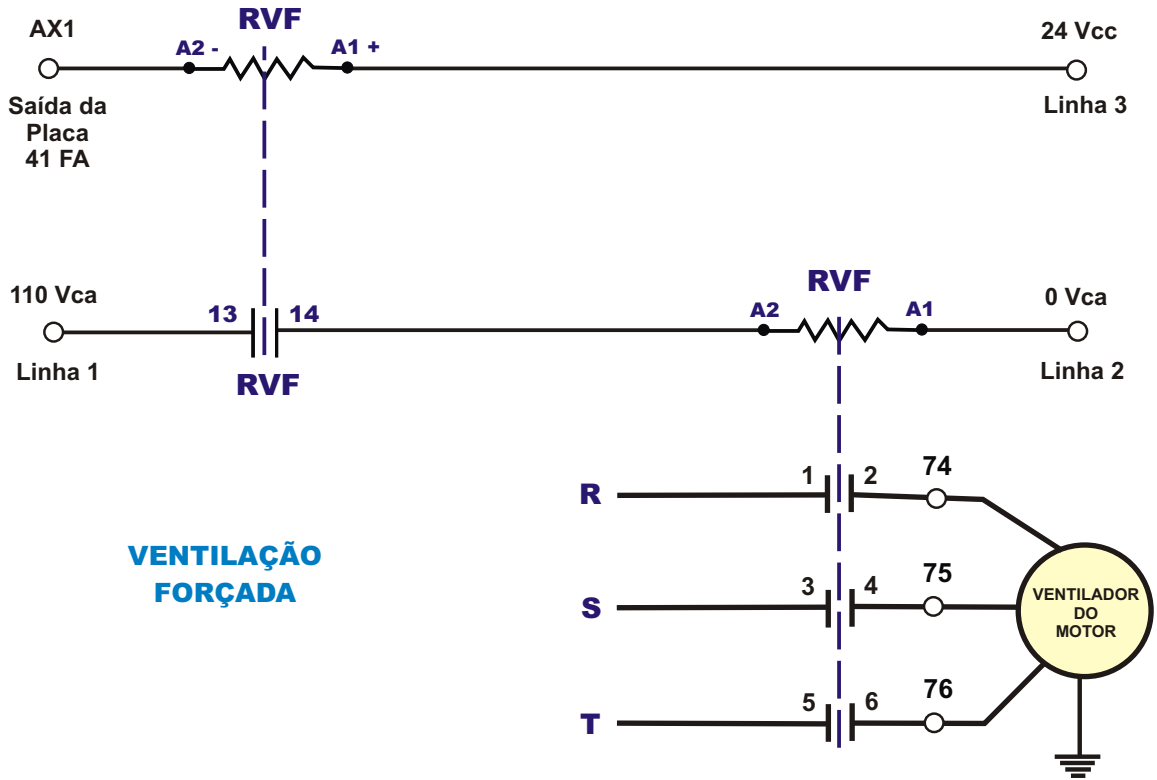 AX1
RVF
24 Vcc
A2 -
A1 +
Saída da
Placa
41 FA
Linha 3
110 Vca
13
14
RVF
0 Vca
A2
A1
Linha 1
RVF
Linha 2
R
1
2
74
VENTILAÇÃO
FORÇADA
S
3
4
75
VENTILADOR
DO
MOTOR
T
5
6
76